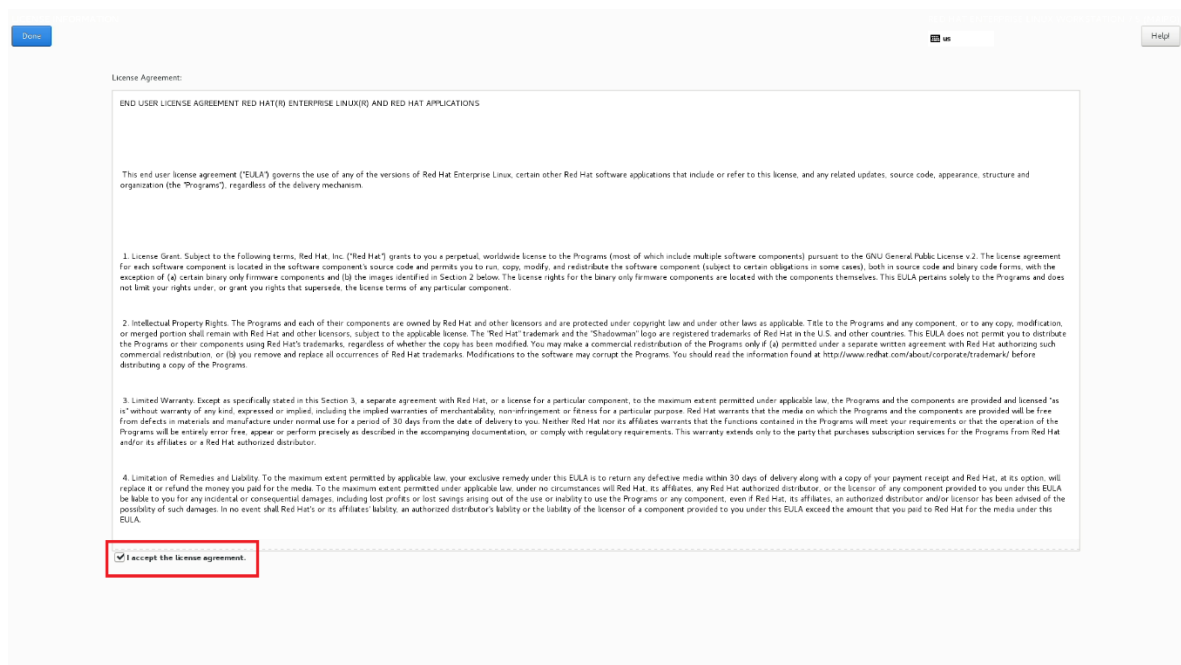 Done
us
Help!
License Agreement:
END USER LICENSE AGREEMENT RED HAT(R) ENTERPRISE LINUX(R) AND RED HAT APPLICATIONS
This end user license agreement ("EULA") governs the use of any of the versions of Red Hat Enterprise Linux, certain other Red Hat software applications that include or refer to this license, and any related updates, source code, appearance, structure and
organization (the "Programs"), regardless of the delivery mechanism.
1. License Grant. Subject to the following terms, Red Hat, Inc. ("Red Hat") grants to you a perpetual, worldwide license to the Programs (most of which include multiple software components) pursuant to the GNU General Public License v.2. The license agreement
for each software component is located in the software component's source code and permits you to run, copy, modify, and redistribute the software component (subject to certain obligations in some cases), both in source code and binary code forms, with the
exception of (a) certain binary only firmware components and (b) the images identified in Section 2 below. The license rights for the binary only firmware components are located with the components themselves. This EULA pertains solely to the Programs and does
not limit your rights under, or grant you rights that supersede, the license terms of any particular component.
2. Intellectual Property Rights. The Programs and each of their components are owned by Red Hat and other licensors and are protected under copyright law and under other laws as applicable. Title to the Programs and any component, or to any copy, modification,
or merged portion shall remain with Red Hat and other licensors, subject to the applicable license. The "Red Hat" trademark and the "Shadowman" logo are registered trademarks of Red Hat in the U.S. and other countries. This EULA does not permit you to distribute
the Programs or their components using Red Hat's trademarks, regardless of whether the copy has been modified. You may make a commercial redistribution of the Programs only if (a) permitted under a separate written agreement with Red Hat authorizing such
commercial redistribution, or (b) you remove and replace all occurrences of Red Hat trademarks. Modifications to the software may corrupt the Programs. You should read the information found at http://www.redhat.com/about/corporate/trademark/ before
distributing a copy of the Programs.
3. Limited Warranty. Except as specifically stated in this Section 3, a separate agreement with Red Hat, or a license for a particular component, to the maximum extent permitted under applicable law, the Programs and the components are provided and licensed "as
is" without warranty of any kind, expressed or implied, including the implied warranties of merchantability, non-infringement or fitness for a particular purpose. Red Hat warrants that the media on which the Programs and the components are provided will be free
from defects in materials and manufacture under normal use for a period of 30 days from the date of delivery to you. Neither Red Hat nor its affiliates warrants that the functions contained in the Programs will meet your requirements or that the operation of the
Programs will be entirely error free, appear or perform precisely as described in the accompanying documentation, or comply with regulatory requirements. This warranty extends only to the party that purchases subscription services for the Programs from Red Hat
and/or its affiliates or a Red Hat authorized distributor.
4. Limitation of Remedies and Liability. To the maximum extent permitted by applicable law, your exclusive remedy under this EULA is to return any defective media within 30 days of delivery along with a copy of your payment receipt and Red Hat, at its option, will
replace it or refund the money you paid for the media. To the maximum extent permitted under applicable law, under no circumstances will Red Hat, its affiliates, any Red Hat authorized distributor, or the licensor of any component provided to you under this EULA
be liable to you for any incidental or consequential damages, including lost profits or lost savings arising out of the use or inability to use the Programs or any component, even if Red Hat, its affiliates, an authorized distributor and/or licensor has been advised of the
possibility of such damages. In no event shall Red Hat's or its affiliates' liability, an authorized distributor's liability or the liability of the licensor of a component provided to you under this EULA exceed the amount that you paid to Red Hat for the media under this
EULA.
I accept the license agreement.